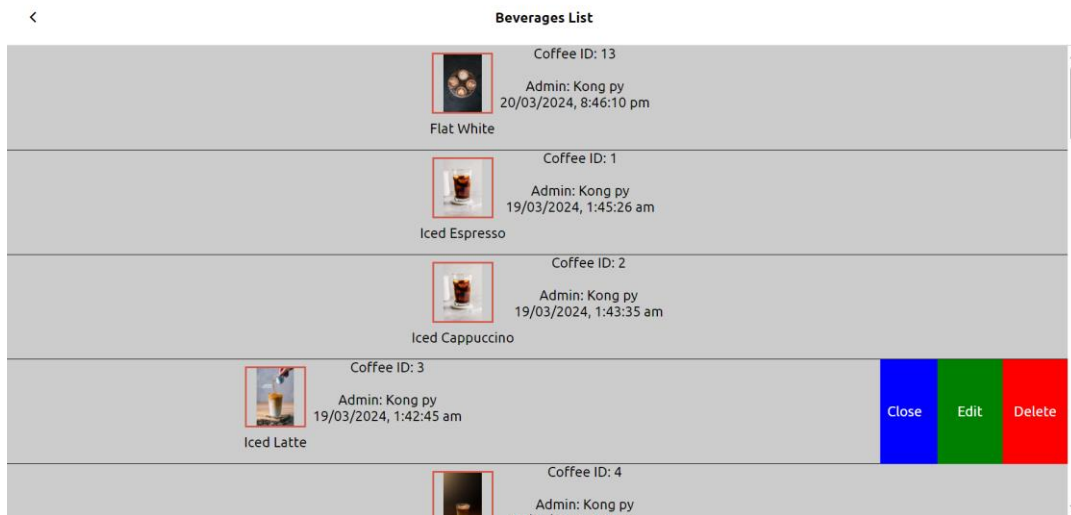 Beverages List
Coffee ID: 13
Admin: Kong py
20/03/2024, 8:46:10 pm
Flat White
Coffee ID: 1
Admin: Kong py
19/03/2024, 1:45:26 am
Iced Espresso
Coffee ID: 2
Admin: Kong py
19/03/2024, 1:43:35 am
Iced Cappuccino
Coffee ID: 3
Admin: Kong py
19/03/2024, 1:42:45 am
Iced Latte
Close Edit Delete
Coffee ID: 4
Admin: Kong py